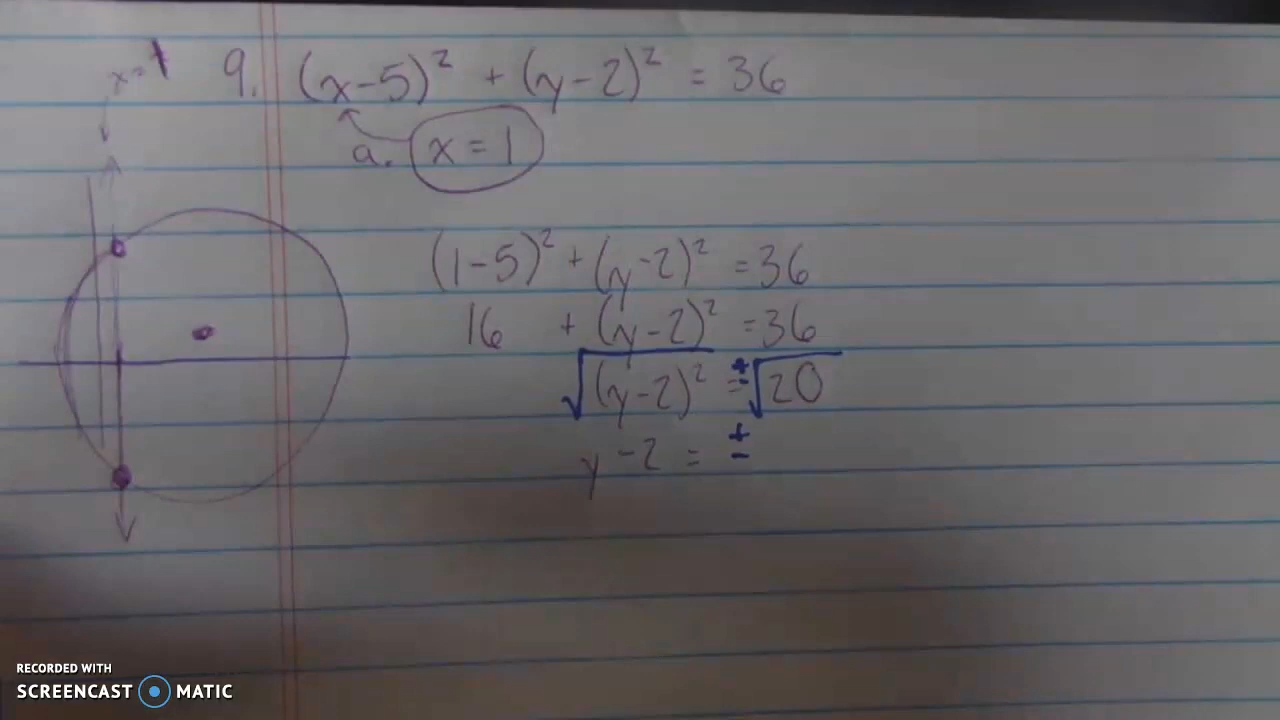 x = 1
9. (x-5)² + (y-2)² = 36
a. x = 1
(1-5)² + (y-2)² = 36
16 + (y-2)² = 36
√(y-2)² = ±√20
y -2 = ±
RECORDED WITH
SCREENCAST MATIC